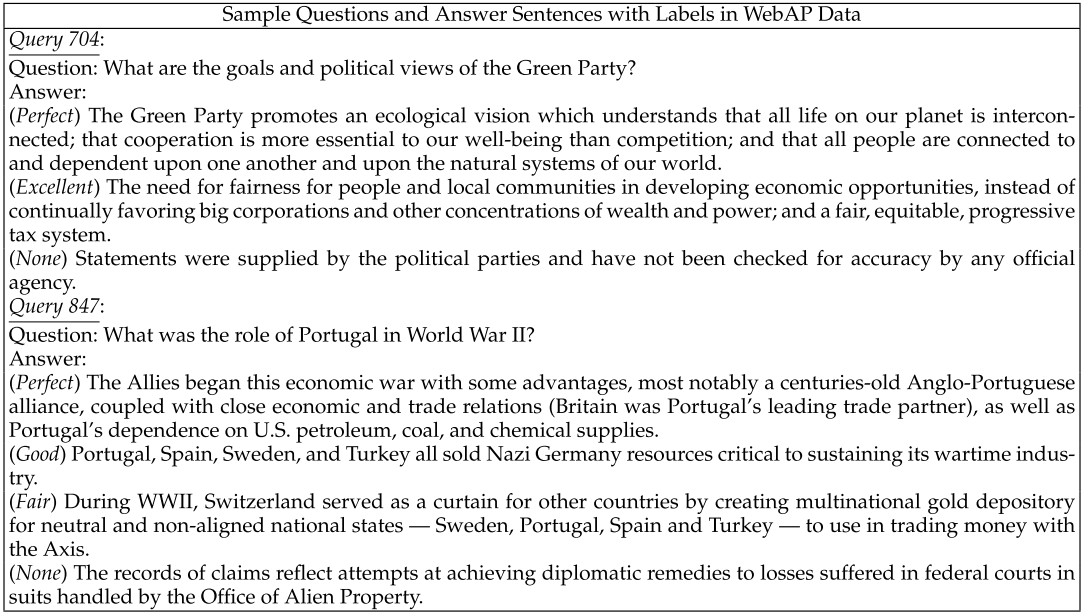 Sample Questions and Answer Sentences with Labels in WebAP Data
Query 704:
Question: What are the goals and political views of the Green Party?
Answer:
(Perfect) The Green Party promotes an ecological vision which understands that all life on our planet is intercon-
nected; that cooperation is more essential to our well-being than competition; and that all people are connected to
and dependent upon one another and upon the natural systems of our world.
(Excellent) The need for fairness for people and local communities in developing economic opportunities, instead of
continually favoring big corporations and other concentrations of wealth and power; and a fair, equitable, progressive
tax system.
(None) Statements were supplied by the political parties and have not been checked for accuracy by any official
agency.
Query 847:
Question: What was the role of Portugal in World War II?
Answer:
(Perfect) The Allies began this economic war with some advantages, most notably a centuries-old Anglo-Portuguese
alliance, coupled with close economic and trade relations (Britain was Portugal's leading trade partner), as well as
Portugal's dependence on U.S. petroleum, coal, and chemical supplies.
(Good) Portugal, Spain, Sweden, and Turkey all sold Nazi Germany resources critical to sustaining its wartime indus-
try.
(Fair) During WWII, Switzerland served as a curtain for other countries by creating multinational gold depository
for neutral and non-aligned national states — Sweden, Portugal, Spain and Turkey — to use in trading money with
the Axis.
(None) The records of claims reflect attempts at achieving diplomatic remedies to losses suffered in federal courts in
suits handled by the Office of Alien Property.